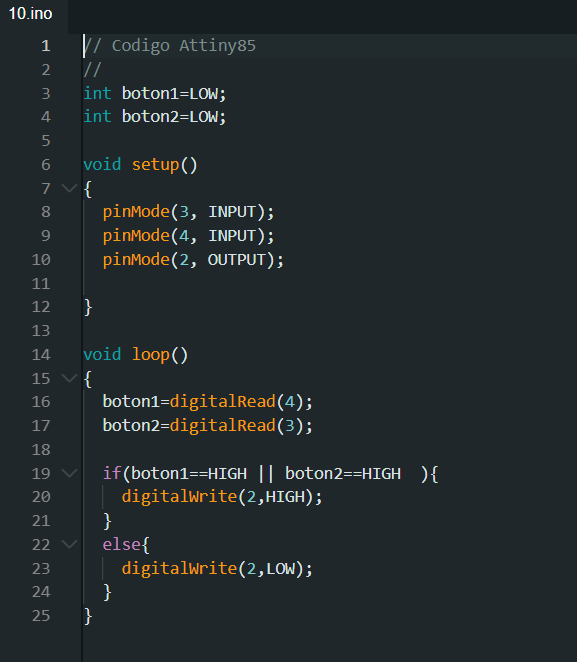 10.ino
1 // Codigo Attiny85
2 //
3 int boton1=LOW;
4 int boton2=LOW;
5
6 void setup()
7 {
8   pinMode(3, INPUT);
9   pinMode(4, INPUT);
10   pinMode(2, OUTPUT);
11
12 }
13
14 void loop()
15 {
16   boton1=digitalRead(4);
17   boton2=digitalRead(3);
18
19   if(boton1==HIGH || boton2==HIGH  ){
20     digitalWrite(2,HIGH);
21   }
22   else{
23     digitalWrite(2,LOW);
24   }
25 }